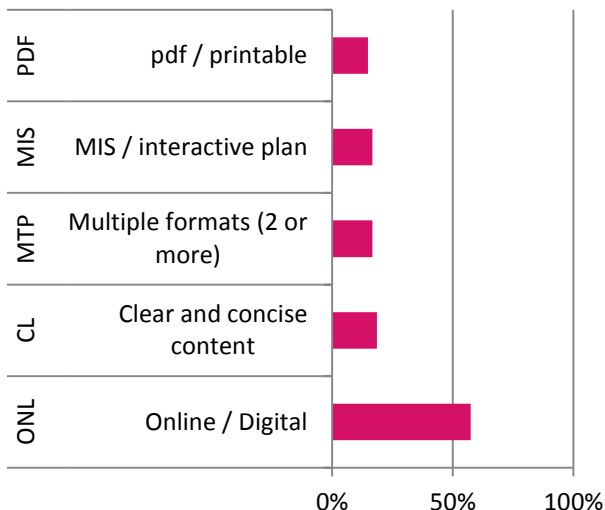 PDF
pdf / printable
MIS
MIS / interactive plan
MTP
Multiple formats (2 or
more)
CL
Clear and concise
content
ONL
Online / Digital
0%
50%
100%